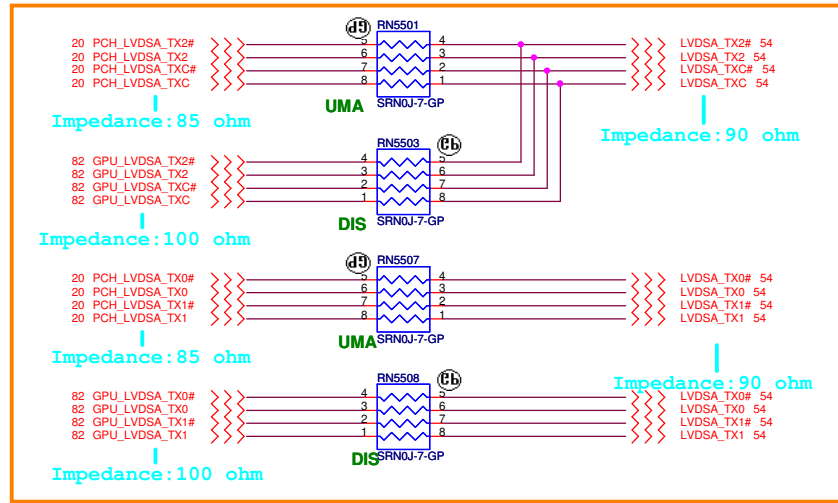 RN5501
20 PCH_LVDSA_TX2# 5 4 LVDSA_TX2# 54
20 PCH_LVDSA_TX2 6 3 LVDSA_TX2 54
20 PCH_LVDSA_TXC# 7 2 LVDSA_TXC# 54
20 PCH_LVDSA_TXC 8 1 LVDSA_TXC 54
UMA SRN0J-7-GP
Impedance:85 ohm
Impedance:90 ohm
RN5503
82 GPU_LVDSA_TX2# 4 5
82 GPU_LVDSA_TX2 3 6
82 GPU_LVDSA_TXC# 2 7
82 GPU_LVDSA_TXC 1 8
DIS SRN0J-7-GP
Impedance:100 ohm
RN5507
20 PCH_LVDSA_TX0# 5 4 LVDSA_TX0# 54
20 PCH_LVDSA_TX0 6 3 LVDSA_TX0 54
20 PCH_LVDSA_TX1# 7 2 LVDSA_TX1# 54
20 PCH_LVDSA_TX1 8 1 LVDSA_TX1 54
UMA SRN0J-7-GP
Impedance:85 ohm
Impedance:90 ohm
RN5508
82 GPU_LVDSA_TX0# 4 5 LVDSA_TX0# 54
82 GPU_LVDSA_TX0 3 6 LVDSA_TX0 54
82 GPU_LVDSA_TX1# 2 7 LVDSA_TX1# 54
82 GPU_LVDSA_TX1 1 8 LVDSA_TX1 54
DIS SRN0J-7-GP
Impedance:100 ohm